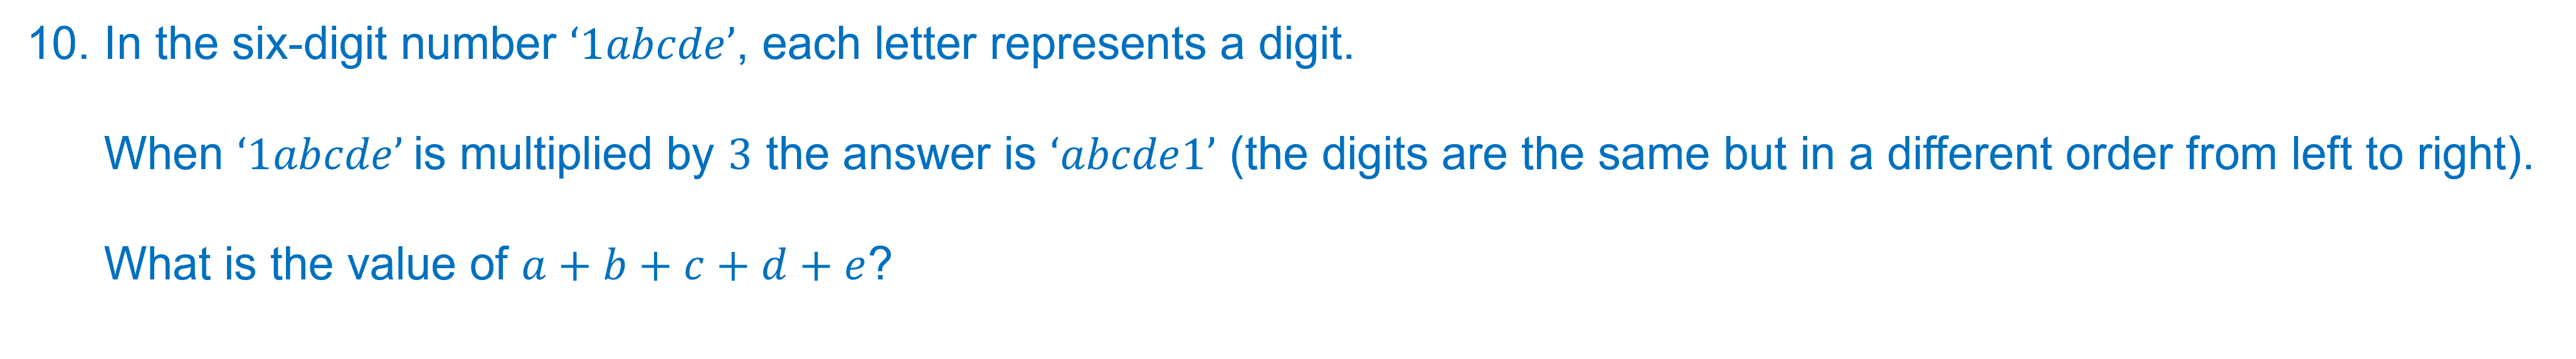 10. In the six-digit number ‘1abcde’, each letter represents a digit.
When ‘1abcde’ is multiplied by 3 the answer is ‘abcde1’ (the digits are the same but in a different order from left to right).
What is the value of a + b + c + d + e?